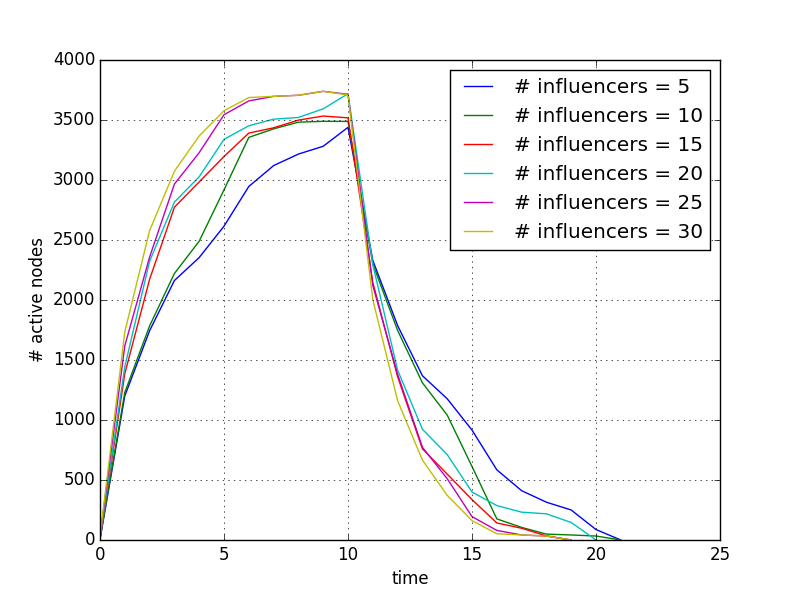 4000
3500
3000
2500
2000
1500
1000
500
0
# active nodes
0 5 10 15 20 25
time
# influencers = 5
# influencers = 10
# influencers = 15
# influencers = 20
# influencers = 25
# influencers = 30